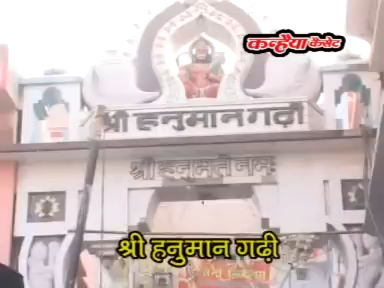 कन्हैया कैसेट
श्री हनुमान गढ़ी
श्री हनुमते नमः
श्री हनुमान गढ़ी